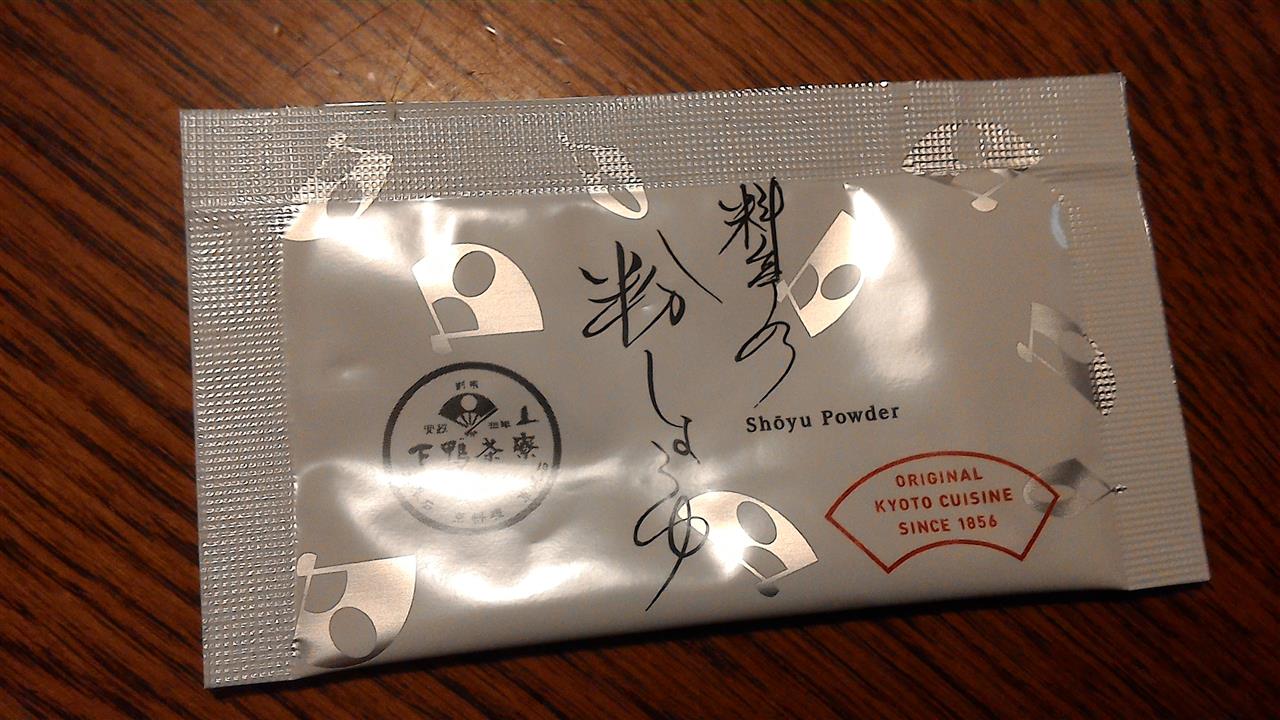 料亭の
粉しょうゆ
Shōyu Powder
下鴨茶寮
ORIGINAL
KYOTO CUISINE
SINCE 1856